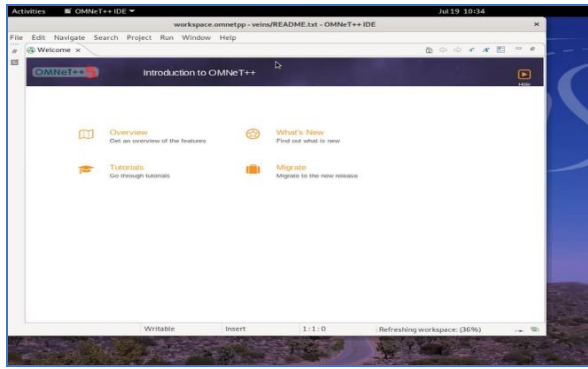 Activities OMNeT++ IDE Jul 19 10:34
workspace.omnetpp - veins/README.txt - OMNeT++ IDE
File Edit Navigate Search Project Run Window Help
Welcome
OMNeT++ 5 Introduction to OMNeT++
Hide
Overview
Get an overview of the features
What's New
Find out what is new
Tutorials
Go through tutorials
Migrate
Migrate to the new release
Writable Insert 1:1:0 Refreshing workspace: (36%)